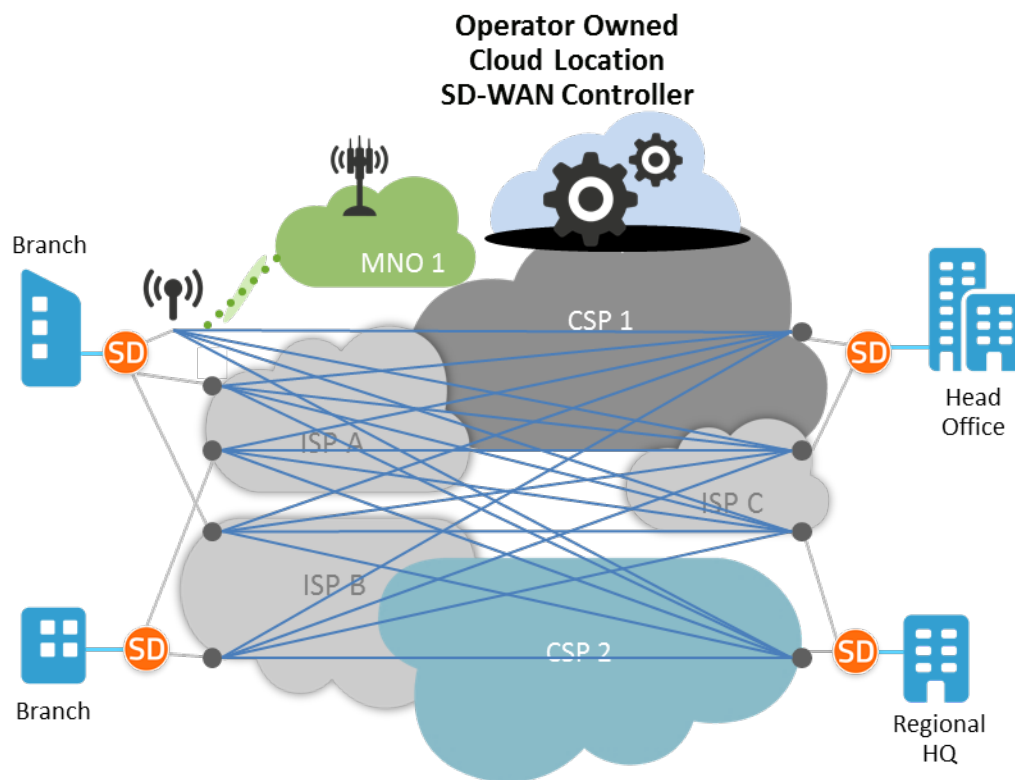 Operator Owned
Cloud Location
SD-WAN Controller
Branch
MNO 1
CSP 1
SD
SD
Head
Office
ISP A
ISP C
ISP B
CSP 2
SD
SD
Branch
Regional
HQ